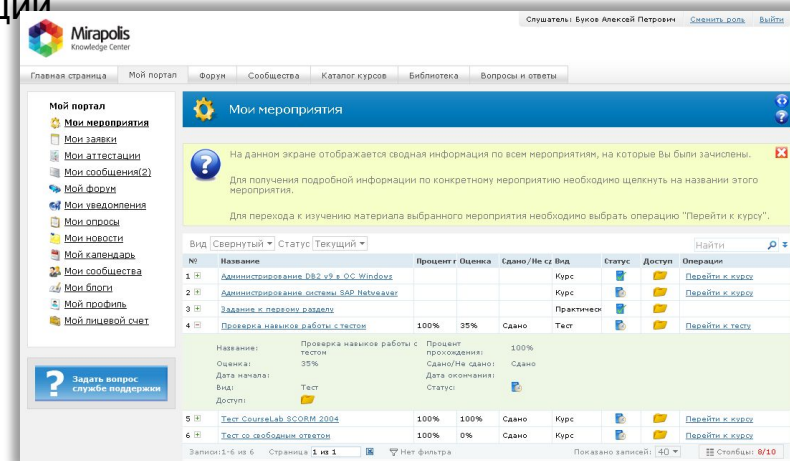 ции
Слушатель: Буков Алексей Петрович Сменить роль Выйти
Mirapolis
Knowledge Center
Главная страница Мой портал Форум Сообщества Каталог курсов Библиотека Вопросы и ответы
Мой портал
Мои мероприятия
Мои заявки
Мои аттестации
Мои сообщения(2)
Мой форум
Мои уведомления
Мои опросы
Мои новости
Мой календарь
Мои сообщества
Мои блоги
Мой профиль
Мой лицевой счет
Задать вопрос
службе поддержки
Мои мероприятия
На данном экране отображается сводная информация по всем мероприятиям, на которые Вы были зачислены.
Для получения подробной информации по конкретному мероприятию необходимо щелкнуть на названии этого
мероприятия.
Для перехода к изучению материала выбранного мероприятия необходимо выбрать операцию "Перейти к курсу".
Вид Свернутый Статус Текущий Найти
№ Название Процент г Оценка Сдано/Не сд Вид Статус Доступ Операции
1 Администрирование DB2 v9 в ОС Windovs Курс Перейти к курсу
2 Администрирование системы SAP Netweaver Курс Перейти к курсу
3 Задание к первому разделу Практическ
4 Проверка навыков работы с тестом 100% 35% Сдано Тест Перейти к тесту
Название: Проверка навыков работы с Процент 100%
тестом прохождения:
Оценка: 35% Сдано/Не сдано: Сдано
Дата начала: Дата окончания:
Вид: Тест Статус:
Доступ:
5 Тест CourseLab SCORM 2004 100% 100% Сдано Курс Перейти к курсу
6 Тест со свободным ответом 100% 0% Сдано Курс Перейти к курсу
Записи:1-6 из 6 Страница 1 из 1 Нет фильтра Показано записей: 40 Столбцы: 8/10